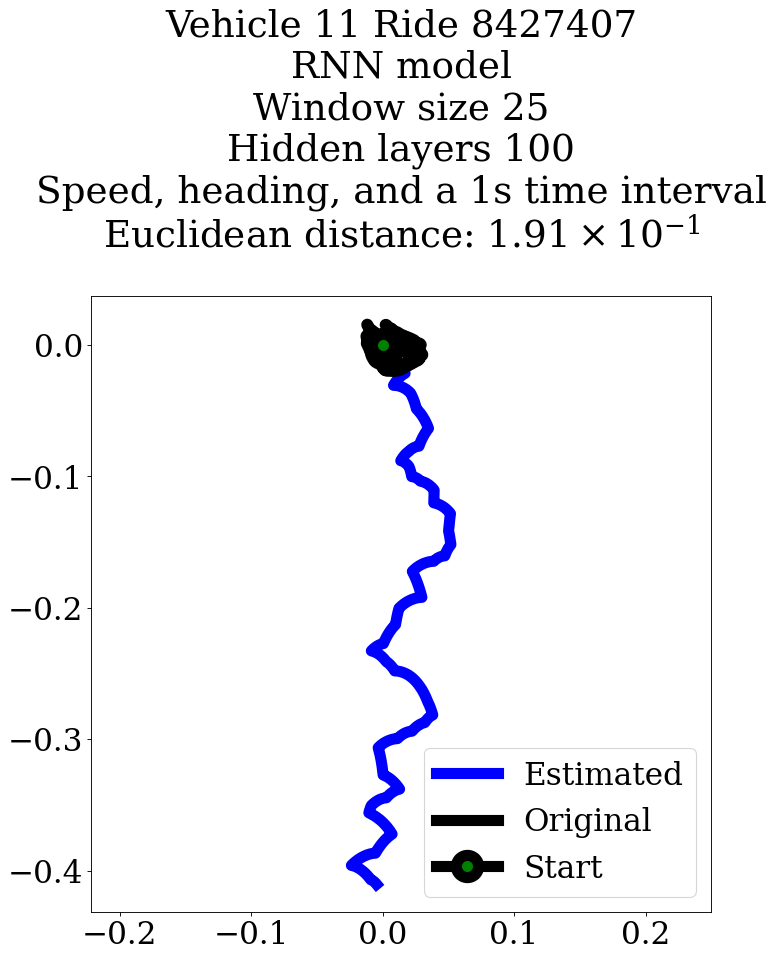 Vehicle 11 Ride 8427407
RNN model
Window size 25
Hidden layers 100
Speed, heading, and a 1s time interval
Euclidean distance: 1.91 × 10⁻¹
0.0
−0.1
−0.2
−0.3
−0.4
Estimated
Original
Start
−0.2
−0.1
0.0
0.1
0.2